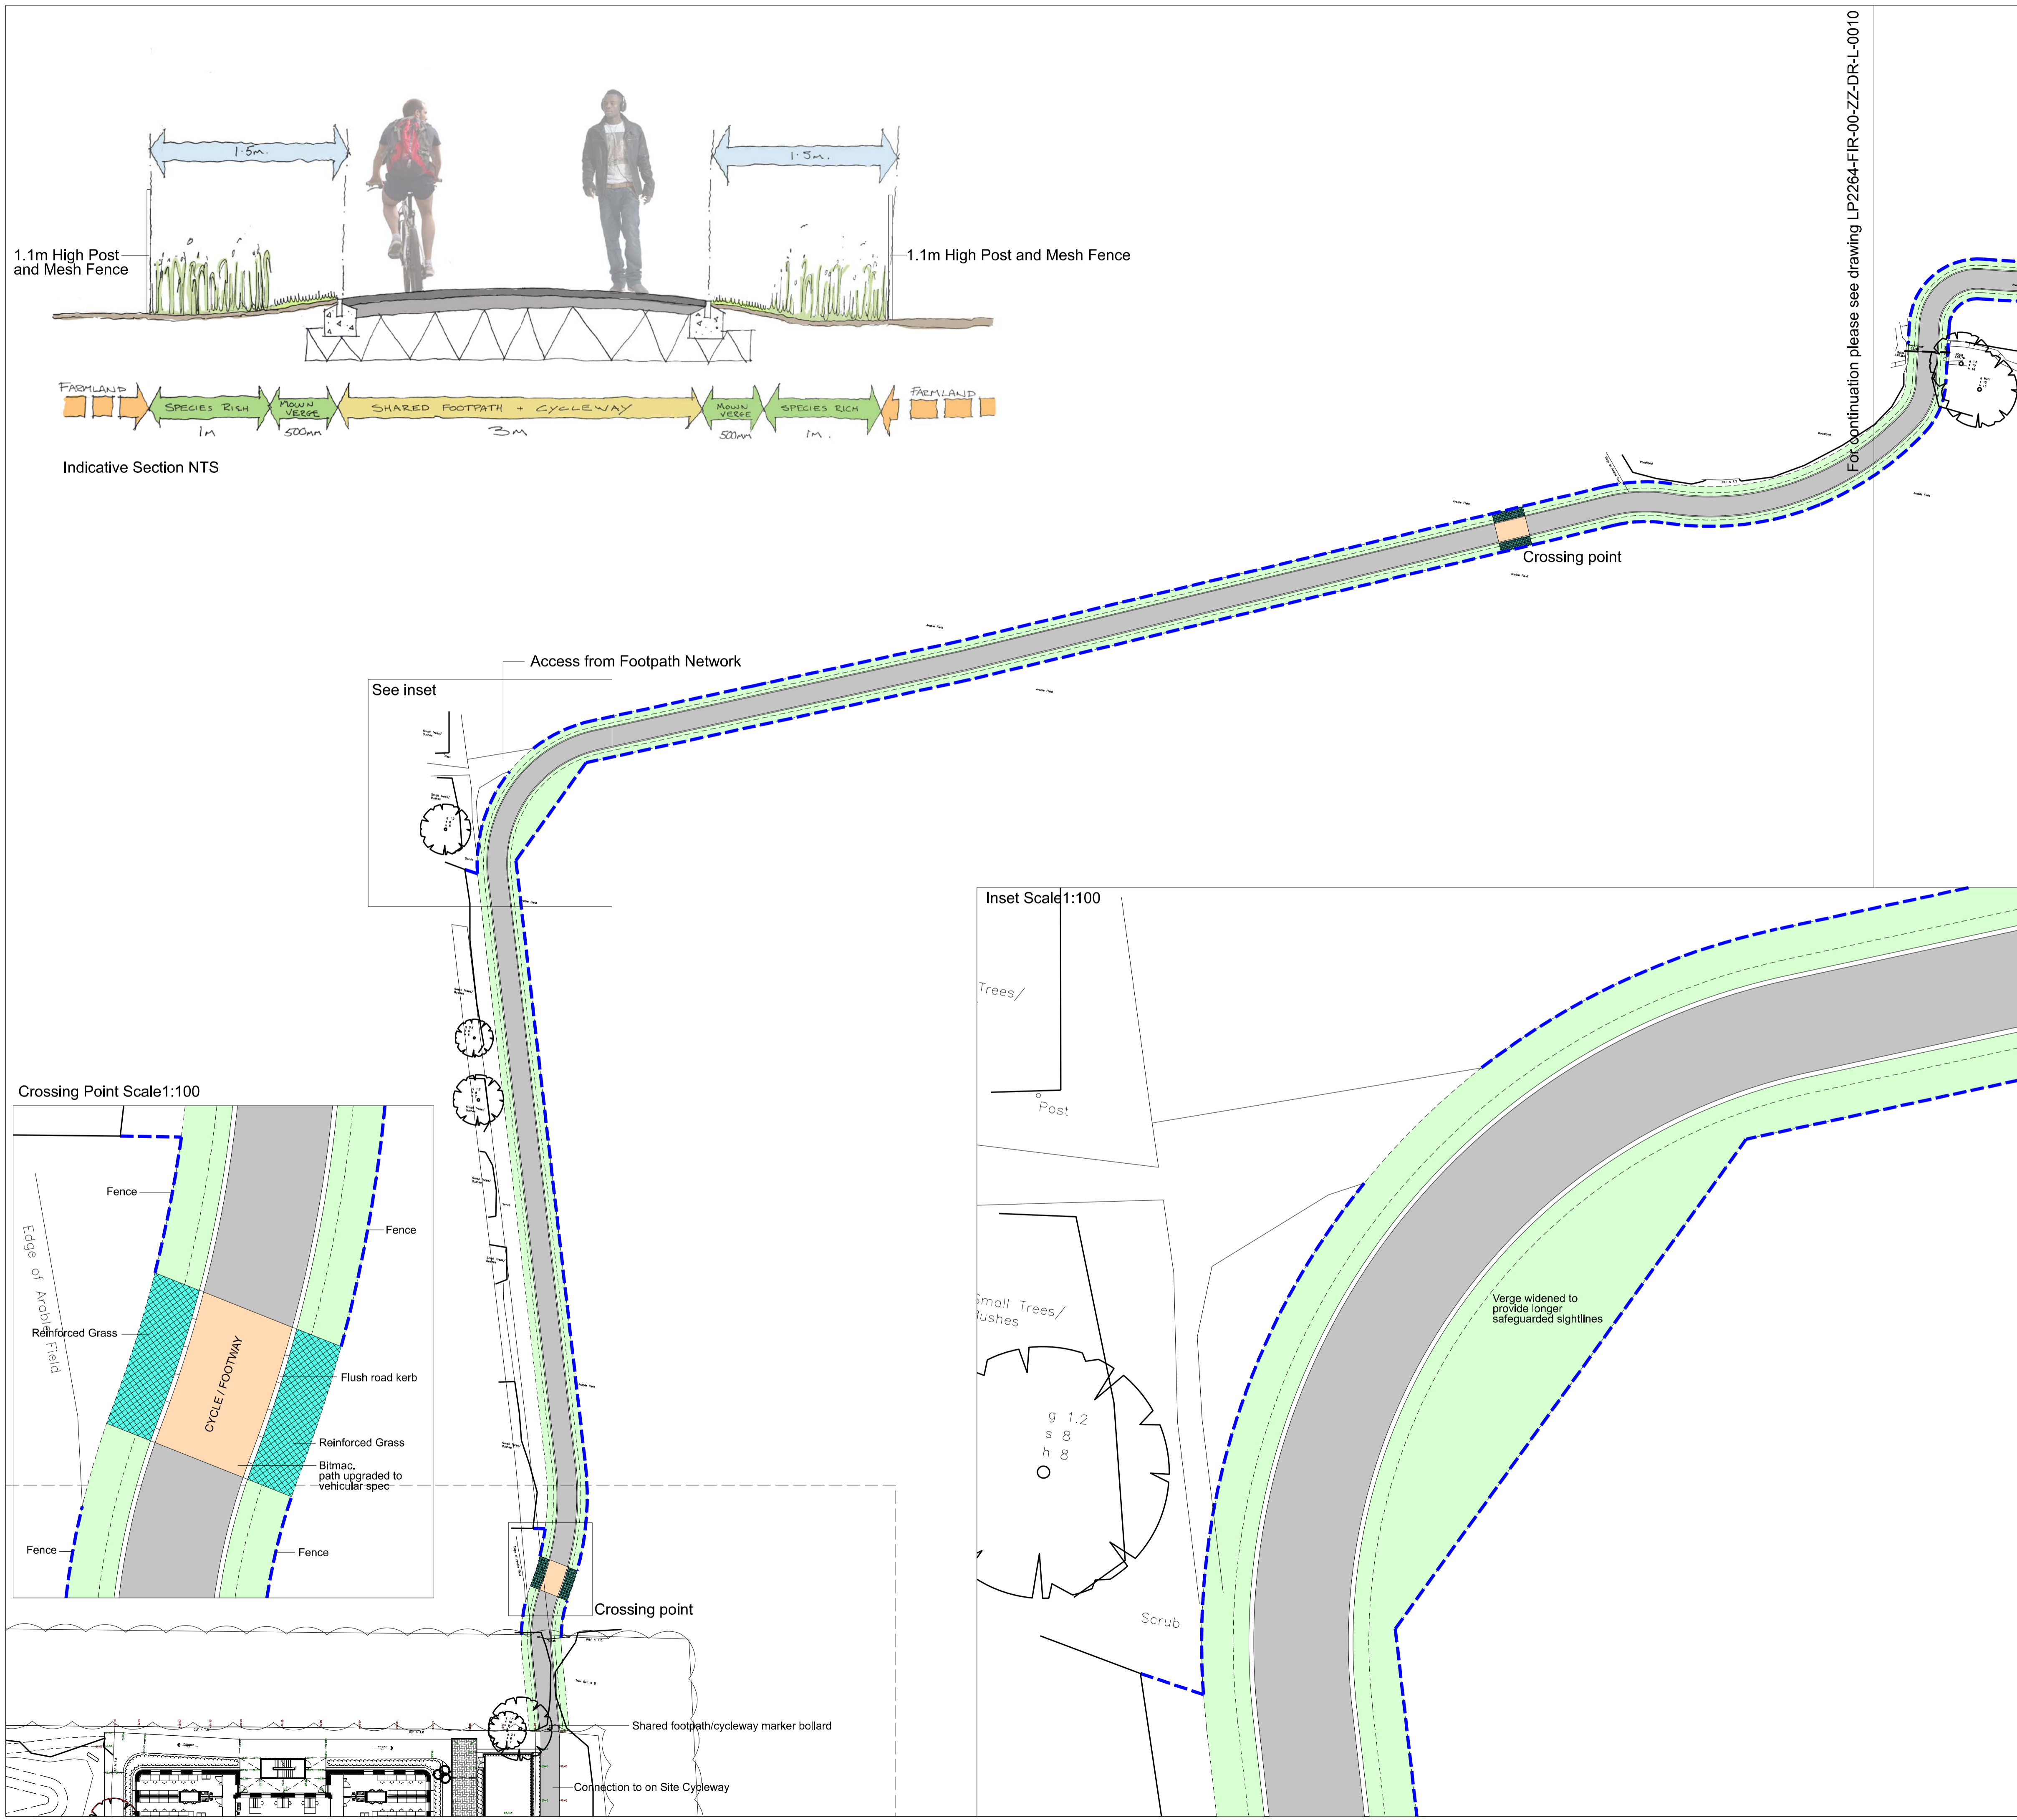 1.5m.
1.5m.
1.1m High Post
and Mesh Fence
1.1m High Post and Mesh Fence
FARMLAND
SPECIES RICH
MOWN
VERGE
SHARED FOOTPATH + CYCLEWAY
MOWN
VERGE
SPECIES RICH
FARMLAND
1m
500mm
3m
500mm
1m.
Indicative Section NTS
For continuation please see drawing LP2264-FIR-00-ZZ-DR-L-0010
Crossing point
Access from Footpath Network
See inset
Inset Scale1:100
Trees/
Post
Small Trees/
Bushes
g 1.2
s 8
h 8
Scrub
Verge widened to
provide longer
safeguarded sightlines
Crossing Point Scale1:100
Fence
Fence
Edge of Arable Field
Reinforced Grass
CYCLE / FOOTWAY
Flush road kerb
Reinforced Grass
Bitmac.
path upgraded to
vehicular spec
Fence
Fence
Crossing point
Shared footpath/cycleway marker bollard
Connection to on Site Cycleway